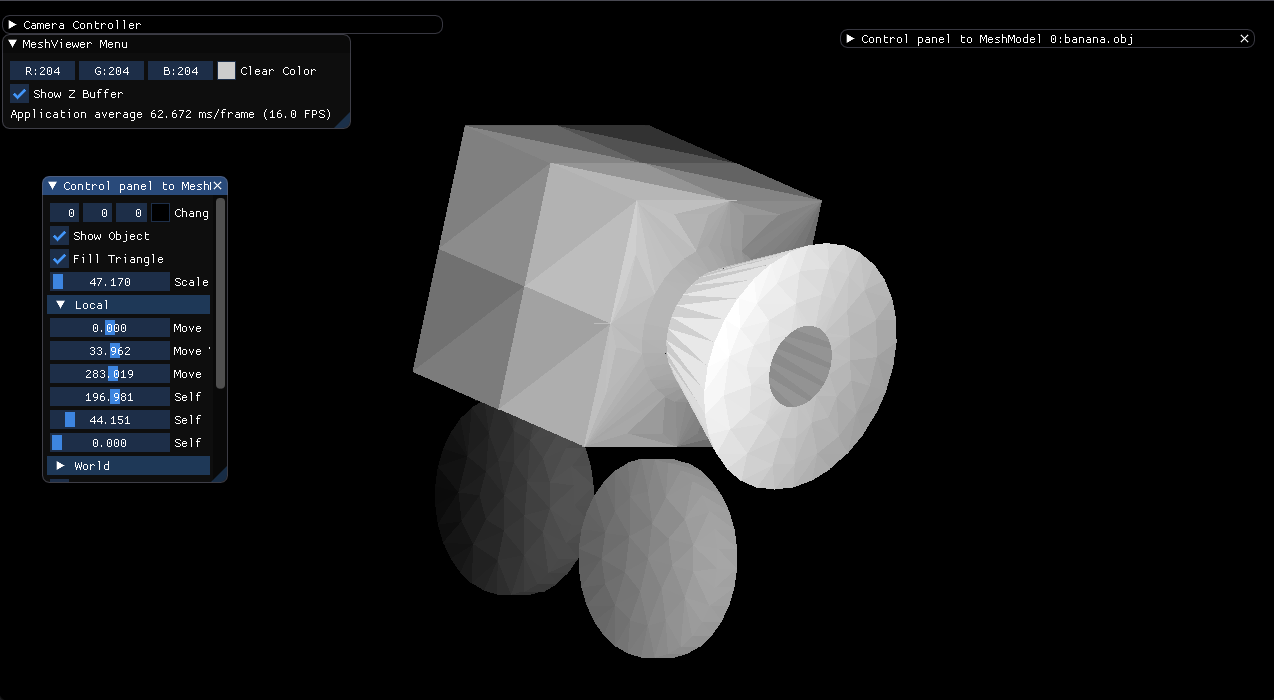 Camera Controller
MeshViewer Menu
R:204 G:204 B:204 Clear Color
Show Z Buffer
Application average 62.672 ms/frame (16.0 FPS)
Control panel to MeshModel 0:banana.obj
Control panel to Mesh
0 0 0 Chang
Show Object
Fill Triangle
47.170 Scale
Local
0.000 Move
33.962 Move
283.019 Move
196.981 Self
44.151 Self
0.000 Self
World